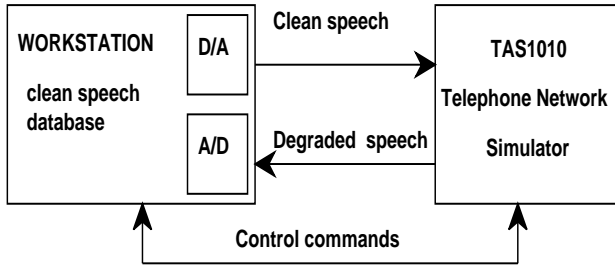 WORKSTATION
clean speech
database
D/A
A/D
Clean speech
Degraded speech
TAS1010
Telephone Network
Simulator
Control commands